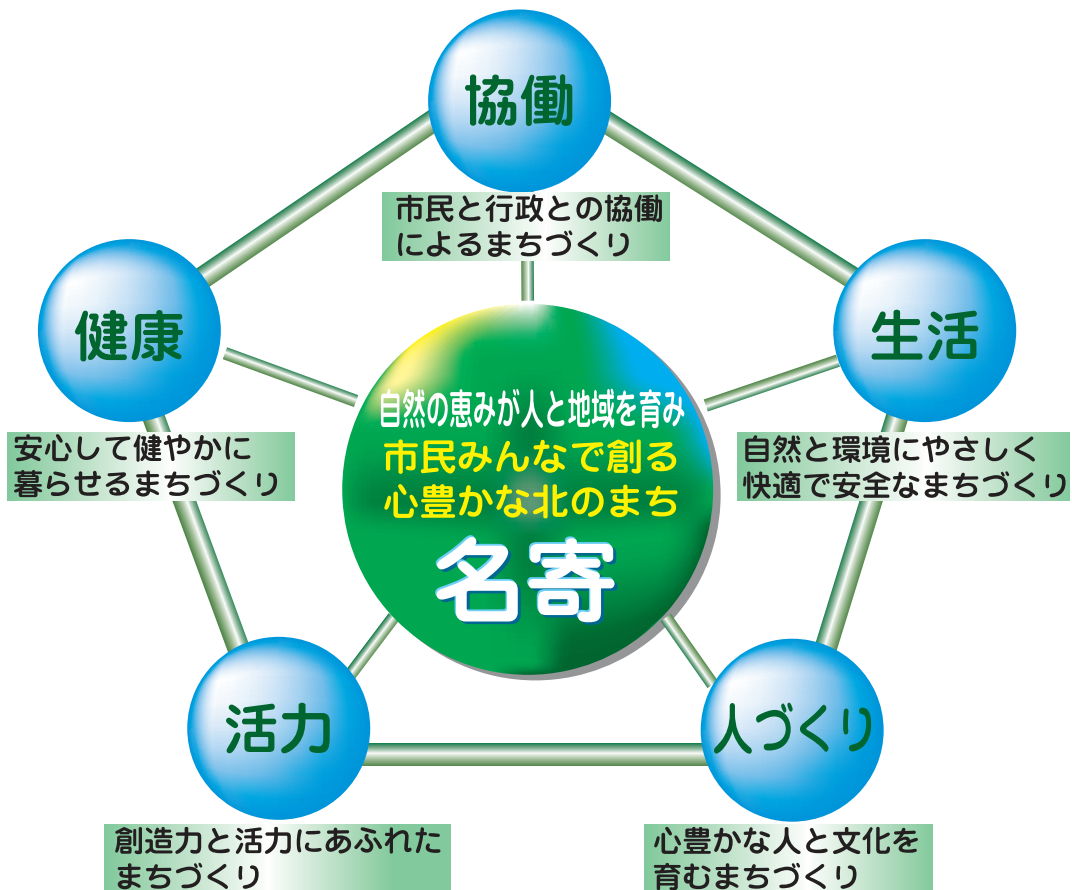 協働
市民と行政との協働
によるまちづくり
健康
安心して健やかに
暮らせるまちづくり
生活
自然と環境にやさしく
快適で安全なまちづくり
自然の恵みが人と地域を育み
市民みんなで創る
心豊かな北のまち
名寄
活力
創造力と活力にあふれた
まちづくり
人づくり
心豊かな人と文化を
育むまちづくり